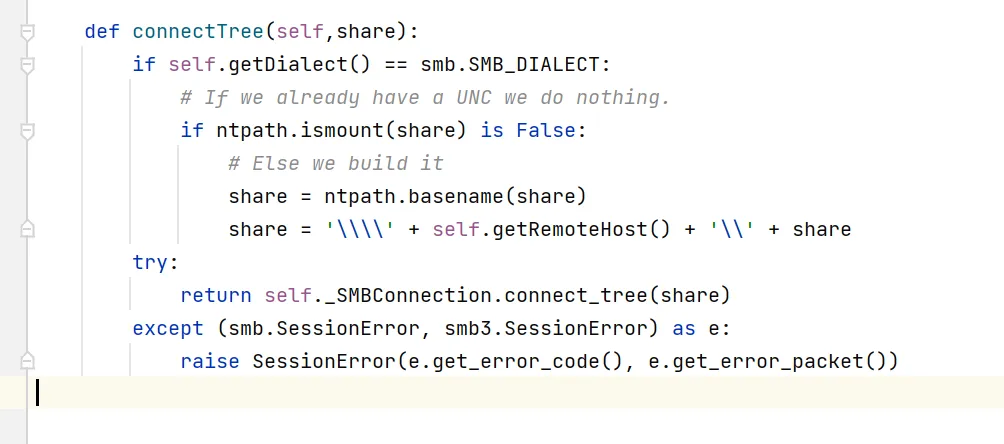 def connectTree(self,share):
    if self.getDialect() == smb.SMB_DIALECT:
        # If we already have a UNC we do nothing.
        if ntpath.ismount(share) is False:
            # Else we build it
            share = ntpath.basename(share)
            share = '\\\\' + self.getRemoteHost() + '\\' + share
    try:
        return self._SMBConnection.connect_tree(share)
    except (smb.SessionError, smb3.SessionError) as e:
        raise SessionError(e.get_error_code(), e.get_error_packet())